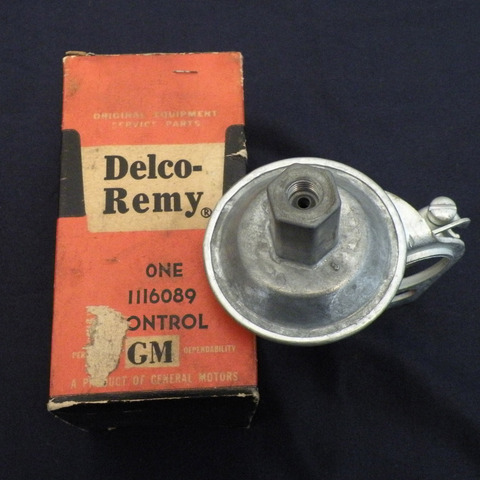 ORIGINAL EQUIPMENT
SERVICE PARTS
Delco-
Remy®
ONE
1116089
ONTROL
GM
DEPENDABILITY
A PRODUCT OF GENERAL MOTORS